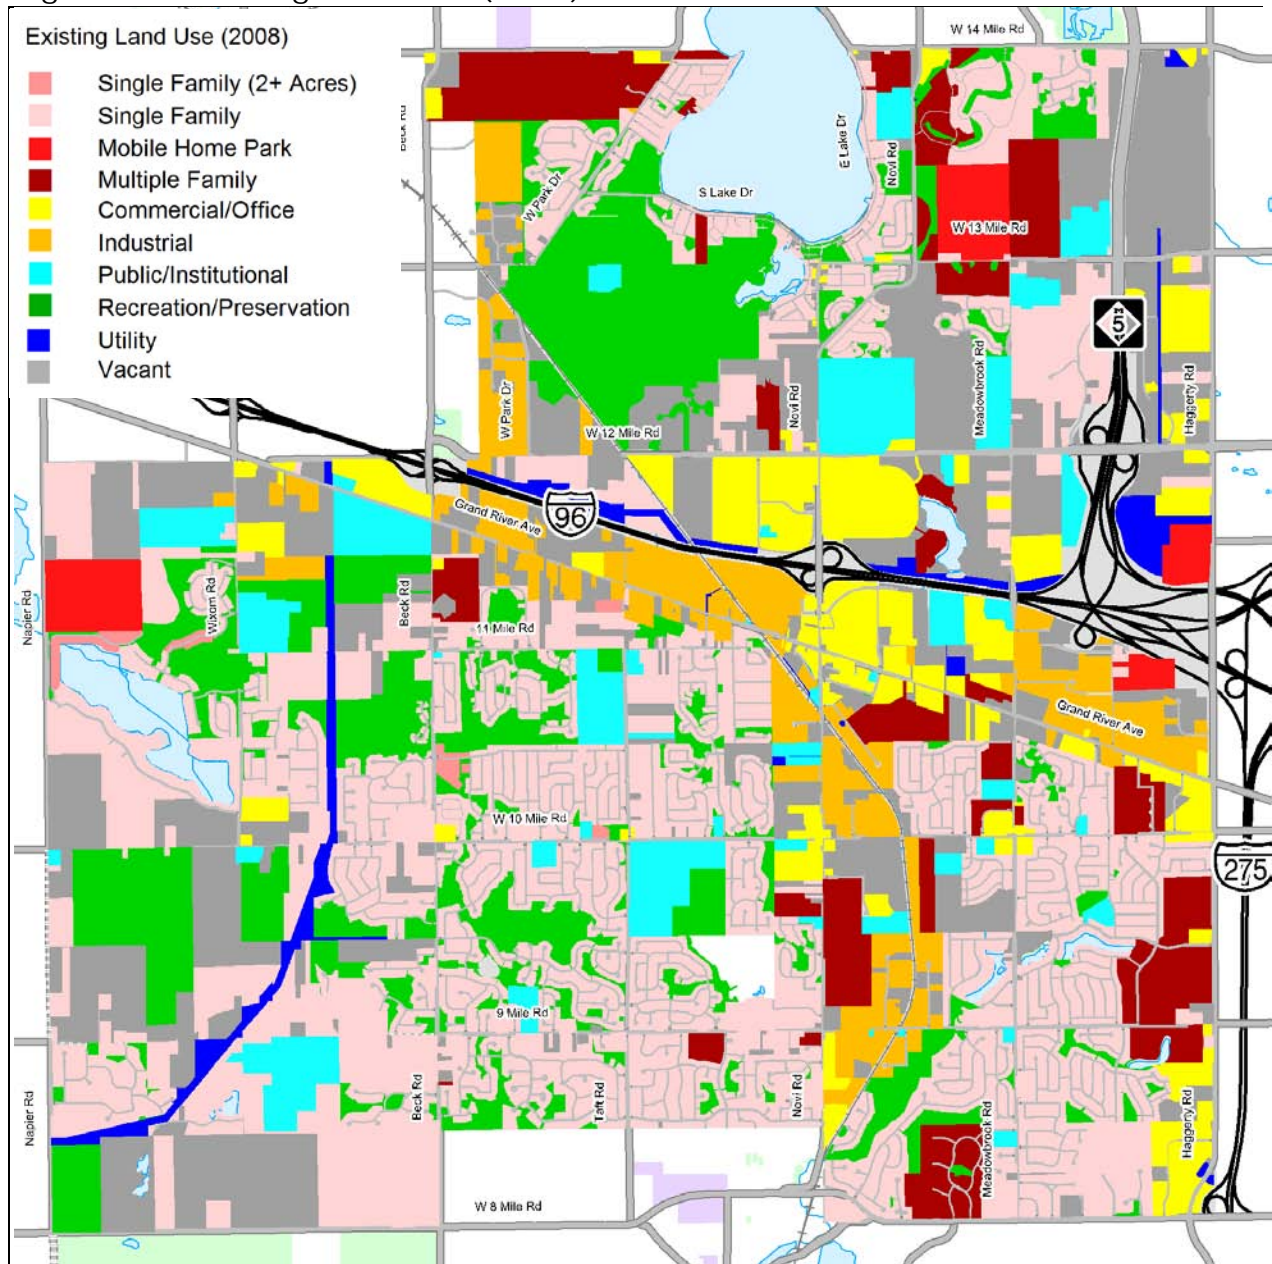 Existing Land Use (2008)
Single Family (2+ Acres)
Single Family
Mobile Home Park
Multiple Family
Commercial/Office
Industrial
Public/Institutional
Recreation/Preservation
Utility
Vacant
W 14 Mile Rd
Beck Rd
E Lake Dr
Novi Rd
S Lake Dr
W Park Dr
W 13 Mile Rd
M
5
W Park Dr
Novi Rd
Meadowbrook Rd
Haggerty Rd
W 12 Mile Rd
Grand River Ave
96
Napier Rd
Wixom Rd
Beck Rd
11 Mile Rd
Grand River Ave
W 10 Mile Rd
275
9 Mile Rd
Napier Rd
Beck Rd
Taft Rd
Novi Rd
Meadowbrook Rd
Haggerty Rd
W 8 Mile Rd